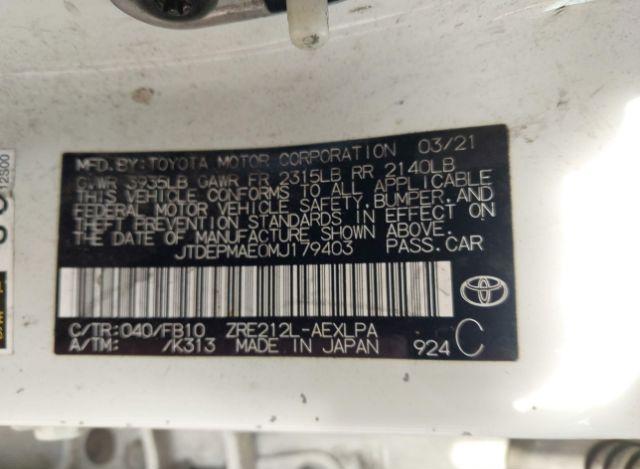 MFD.BY:TOYOTA MOTOR CORPORATION 03/21
GVWR 3935LB GAWR FR 2315LB RR 2140LB
THIS VEHICLE CONFORMS TO ALL APPLICABLE
FEDERAL MOTOR VEHICLE SAFETY,BUMPER,AND
THEFT PREVENTION STANDARDS IN EFFECT ON
THE DATE OF MANUFACTURE SHOWN ABOVE.
JTDEPMAE0MJ179403 PASS.CAR
C/TR:040/FB10 ZRE212L-AEXLPA
A/TM: /K313 MADE IN JAPAN 924 C